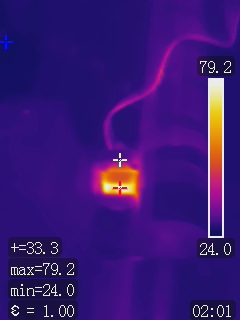 79.2
24.0
+=33.3
max=79.2
min=24.0
ε = 1.00
02:01